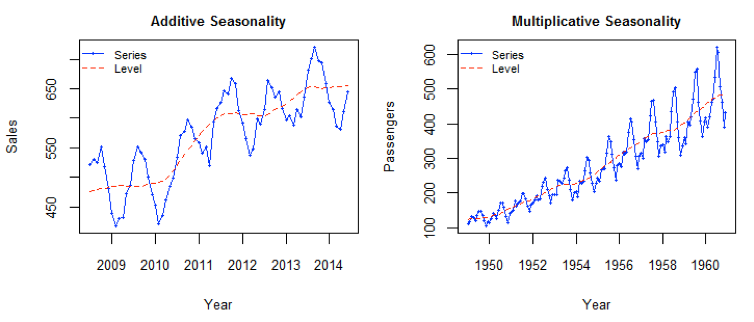 Additive Seasonality
Series
Level
Sales
450
550
650
2009
2010
2011
2012
2013
2014
Year
Multiplicative Seasonality
Series
Level
Passengers
100
200
300
400
500
600
1950
1952
1954
1956
1958
1960
Year